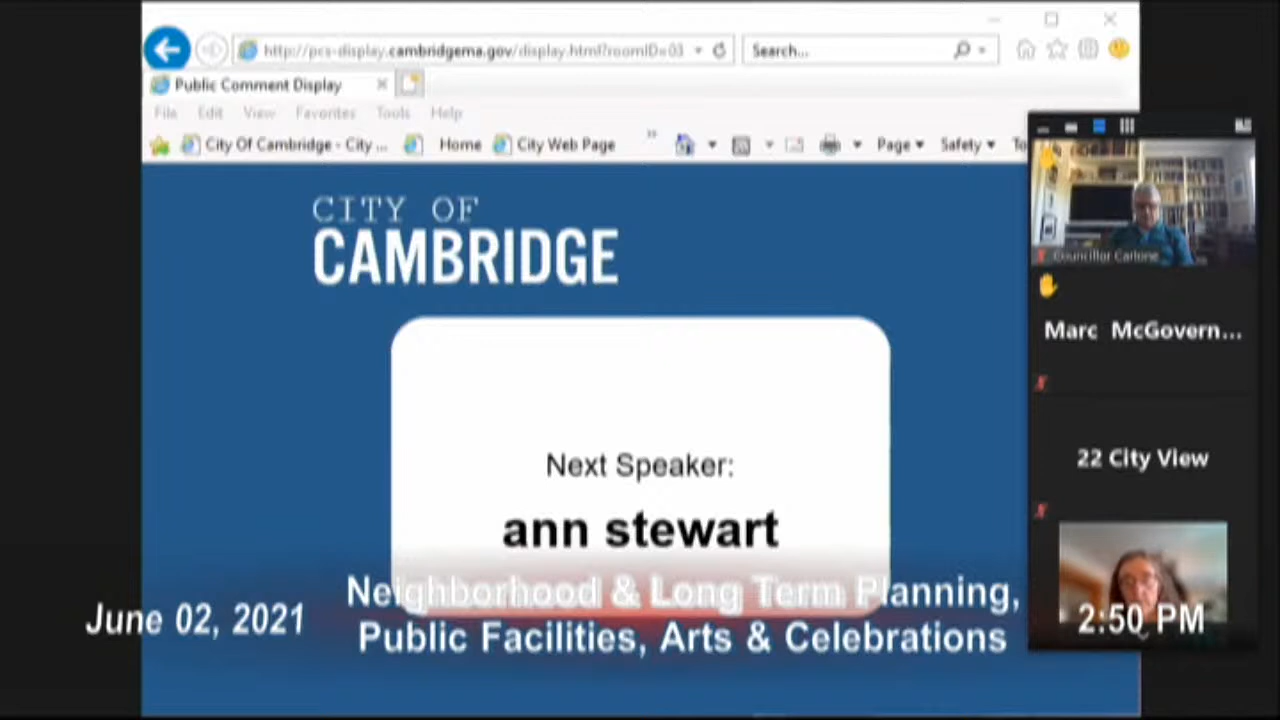 http://pcs-display.cambridgema.gov/display.html?roomID=03
Search...
Public Comment Display
File Edit View Favorites Tools Help
City Of Cambridge - City ... Home City Web Page » Page Safety To
CITY OF
CAMBRIDGE
Next Speaker:
ann stewart
Neighborhood & Long Term Planning,
Public Facilities, Arts & Celebrations
June 02, 2021
Councillor Carlone
Marc McGovern...
22 City View
2:50 PM